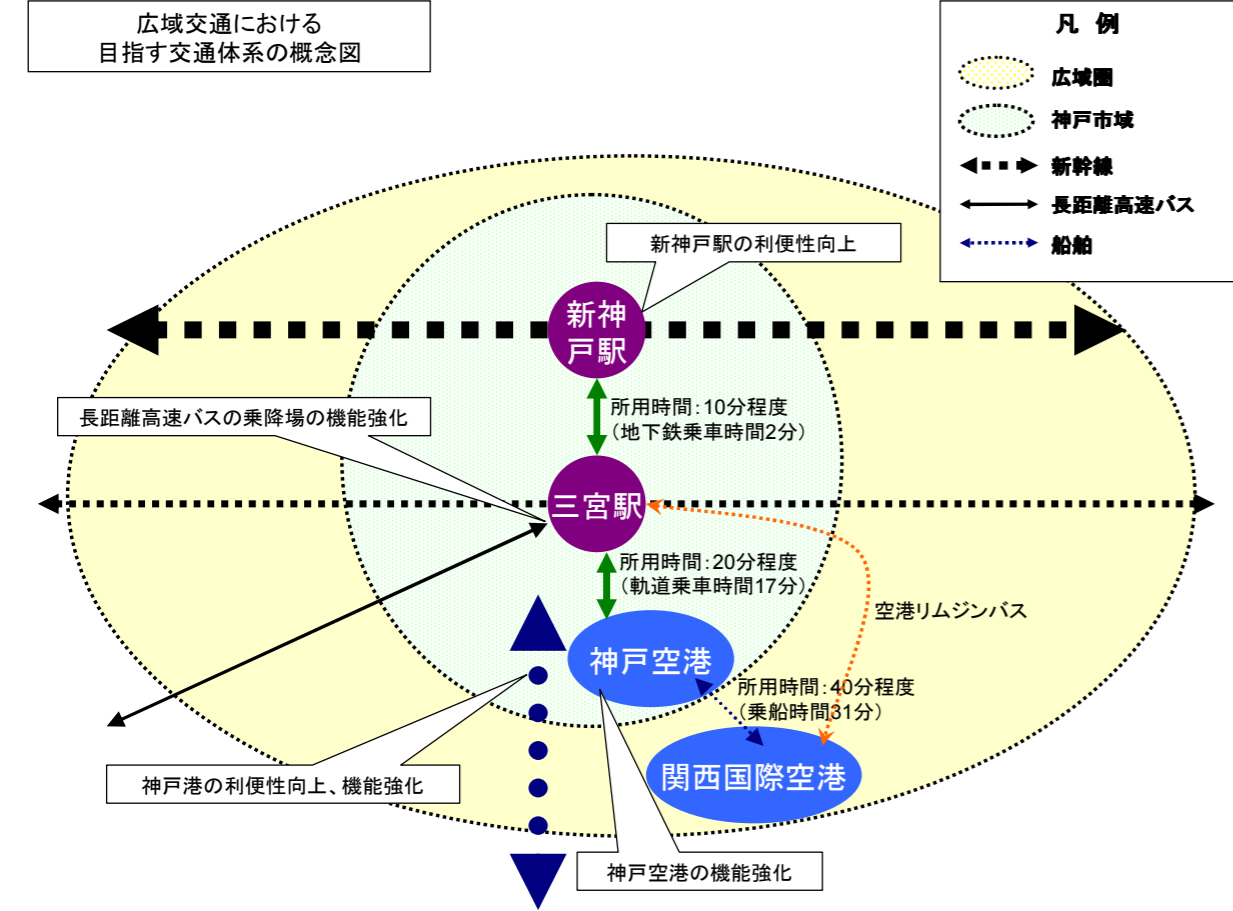 広域交通における
目指す交通体系の概念図
凡 例
広域圏
神戸市域
新幹線
長距離高速バス
船舶
新神戸駅の利便性向上
新神
戸駅
長距離高速バスの乗降場の機能強化
所用時間:10分程度
(地下鉄乗車時間2分)
三宮駅
所用時間:20分程度
(軌道乗車時間17分)
空港リムジンバス
神戸空港
所用時間:40分程度
(乗船時間31分)
神戸港の利便性向上、機能強化
関西国際空港
神戸空港の機能強化